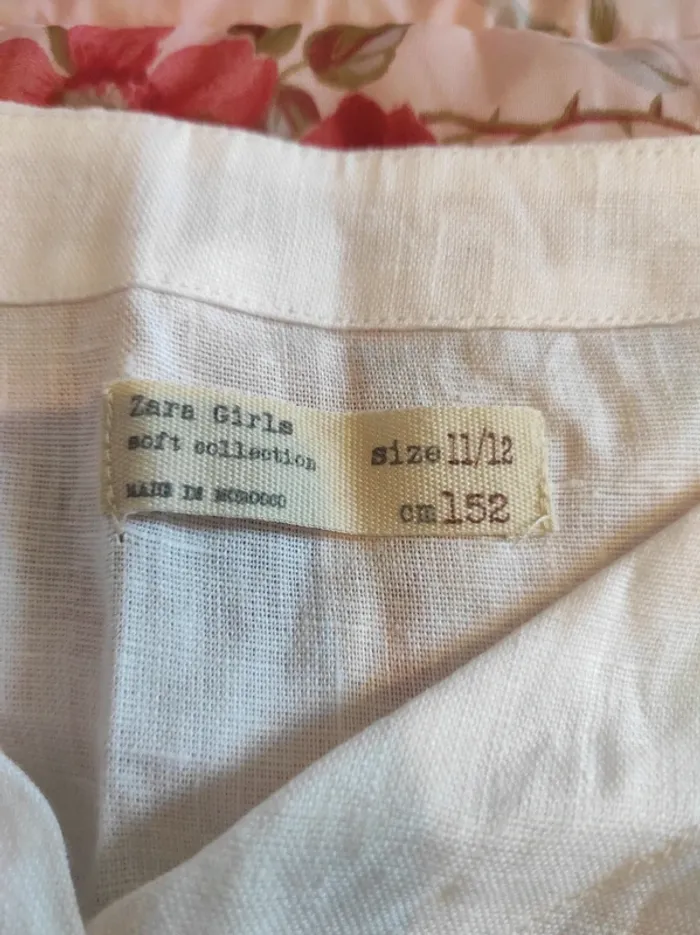 Zara Girls
soft collection
MADE IN MOROCCO
size 11/12
cm 152